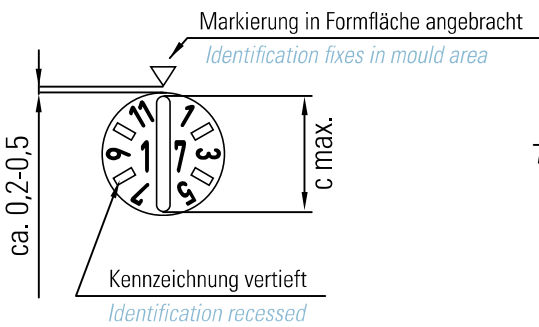 Markierung in Formfläche angebracht
Identification fixes in mould area
ca. 0,2-0,5
11 1
9 1 7 3
7 5
c max.
Kennzeichnung vertieft
Identification recessed